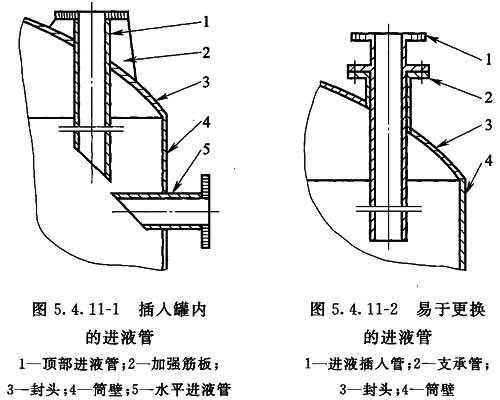 1
2
3
4
5
1
2
3
4
图 5.4.11-1 插入罐内
的进液管
1—顶部进液管;2—加强筋板;
3—封头;4—筒壁;5—水平进液管
图 5.4.11-2 易于更换
的进液管
1—进液插入管;2—支承管;
3—封头;4—筒壁